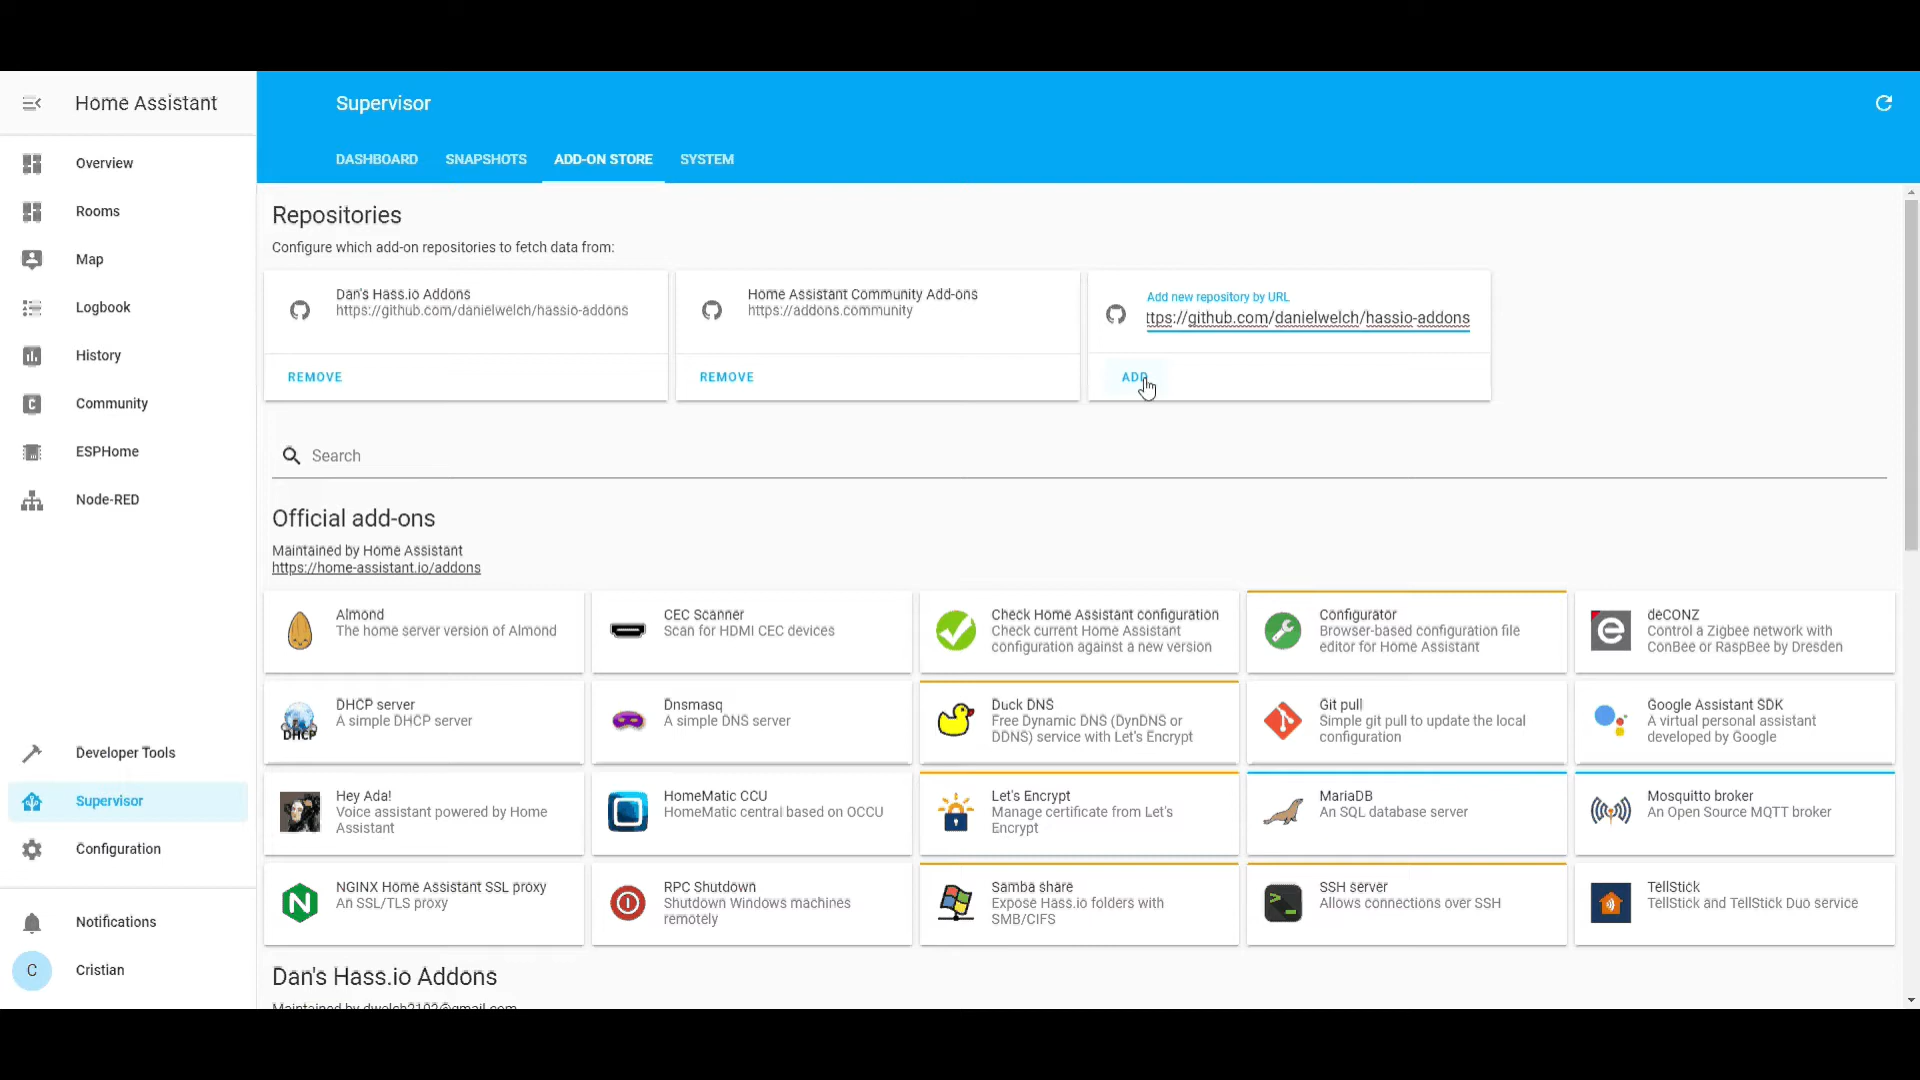 Home Assistant
Supervisor
DASHBOARD
SNAPSHOTS
ADD-ON STORE
SYSTEM
Overview
Rooms
Map
Logbook
History
Community
ESPHome
Node-RED
Developer Tools
Supervisor
Configuration
Notifications
C
Cristian
Repositories
Configure which add-on repositories to fetch data from:
Dan's Hass.io Addons
https://github.com/danielwelch/hassio-addons
REMOVE
Home Assistant Community Add-ons
https://addons.community
REMOVE
Add new repository by URL
ttps://github.com/danielwelch/hassio-addons
ADD
Search
Official add-ons
Maintained by Home Assistant
https://home-assistant.io/addons
Almond
The home server version of Almond
CEC Scanner
Scan for HDMI CEC devices
Check Home Assistant configuration
Check current Home Assistant
configuration against a new version
Configurator
Browser-based configuration file
editor for Home Assistant
deCONZ
Control a Zigbee network with
ConBee or RaspBee by Dresden
DHCP
DHCP server
A simple DHCP server
Dnsmasq
A simple DNS server
Duck DNS
Free Dynamic DNS (DynDNS or
DDNS) service with Let's Encrypt
Git pull
Simple git pull to update the local
configuration
Google Assistant SDK
A virtual personal assistant
developed by Google
Hey Ada!
Voice assistant powered by Home
Assistant
HomeMatic CCU
HomeMatic central based on OCCU
Let's Encrypt
Manage certificate from Let's
Encrypt
MariaDB
An SQL database server
Mosquitto broker
An Open Source MQTT broker
N
NGINX Home Assistant SSL proxy
An SSL/TLS proxy
RPC Shutdown
Shutdown Windows machines
remotely
Samba share
Expose Hass.io folders with
SMB/CIFS
SSH server
Allows connections over SSH
TellStick
TellStick and TellStick Duo service
Dan's Hass.io Addons
Maintained by dwelch2102@gmail.com